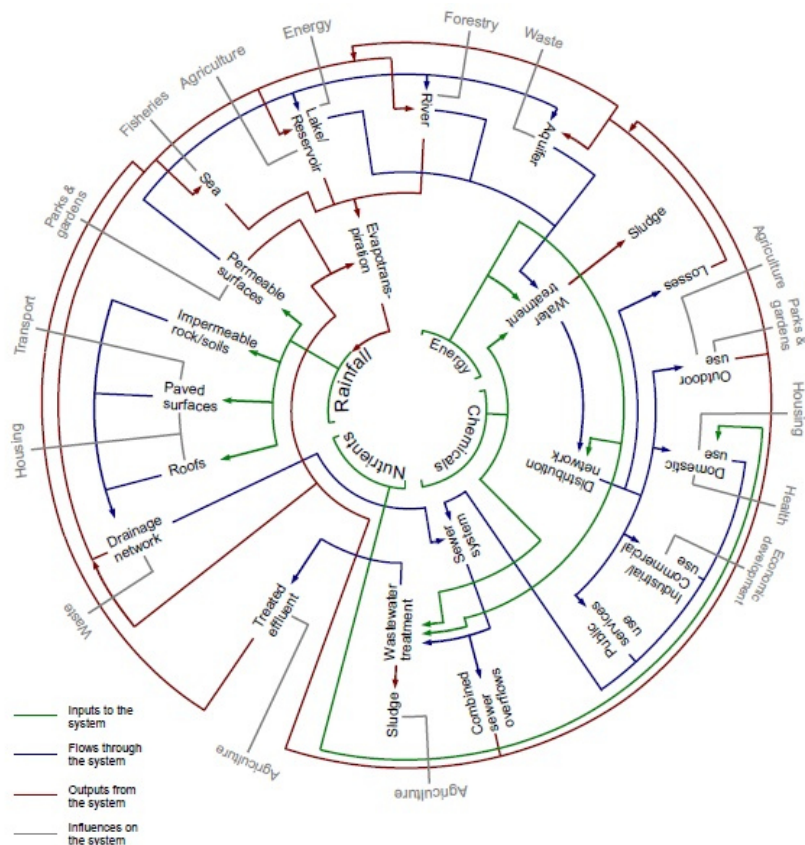 Energy
Forestry
Waste
Agriculture
Fisheries
Parks &
gardens
Transport
Housing
Waste
Lake/
Reservoir
River
Aquifer
Sea
Evapotrans-
piration
Permeable
surfaces
Impermeable
rock/soils
Paved
surfaces
Roofs
Drainage
network
Rainfall/
Nutrients
Energy
Chemicals
Water
treatment
Sludge
Losses
Agriculture
Parks &
gardens
Outdoor
use
Housing
Domestic
use
Health
Economic
development
Distribution
network
Industrial/
Commercial
use
Public
services
use
Sewer
system
Treated
effluent
Wastewater
treatment
Sludge
Combined
sewer
overflows
Agriculture
Agriculture
Inputs to the
system
Flows through
the system
Outputs from
the system
Influences on
the system